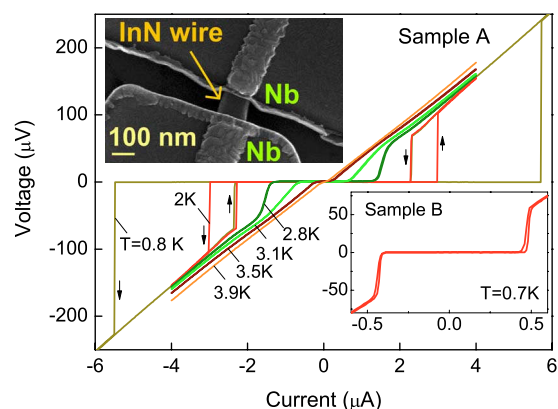 Sample A
InN wire
Nb
Nb
100 nm
200
100
0
-100
-200
Voltage (µV)
2K
T=0.8 K
2.8K
3.1K
3.5K
3.9K
Sample B
50
0
-50
T=0.7K
-0.5
0.0
0.5
-6
-4
-2
0
2
4
6
Current (µA)